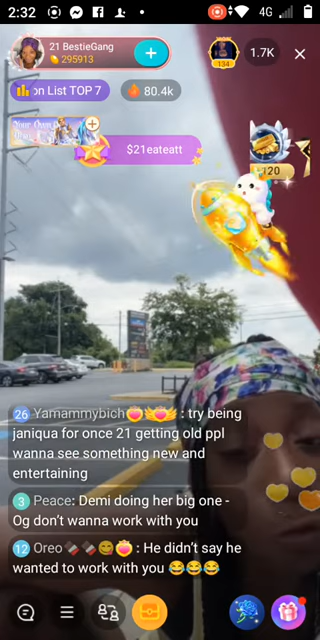 2:32
4G
21 BestieGang
295913
134
1.7K
on List TOP 7
80.4k
$21eateatt
120
26 Yamammybich : try being
janiqua for once 21 getting old ppl
wanna see something new and
entertaining
3 Peace: Demi doing her big one -
Og don't wanna work with you
12 Oreo🍫🍫😋 : He didn't say he
wanted to work with you 😂😂😂